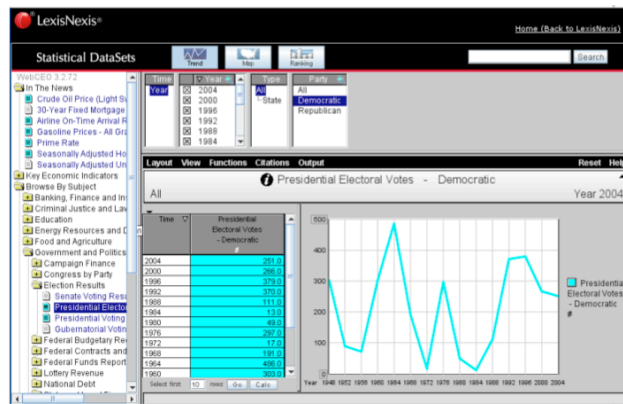 LexisNexis®
Home (Back to LexisNexis)
Statistical DataSets
Trend
Map
Ranking
Search
WebCEO 3.2.72
In The News
Crude Oil Price (Light S
30-Year Fixed Mortgage
Airline On-Time Arrival R
Gasoline Prices - All Gra
Prime Rate
Seasonally Adjusted Ho
Seasonally Adjusted Un
Key Economic Indicators
Browse By Subject
Banking, Finance and In
Criminal Justice and Law
Education
Energy Resources and D
Food and Agriculture
Government and Politics
Campaign Finance
Congress by Party
Election Results
Senate Voting Resu
Presidential Elector
Presidential Voting
Gubernatorial Votin
Federal Budgetary Re
Federal Contracts and
Federal Funds Report
Lottery Revenue
National Debt
Time
Year
Year
2004
2000
1996
1992
1988
1984
Type
All
State
Party
All
Democratic
Republican
Layout View Functions Citations Output
Reset Help
Presidential Electoral Votes - Democratic
All
Year 2004
Time
Presidential
Electoral Votes
- Democratic
#
2004 251.0
2000 266.0
1996 379.0
1992 370.0
1988 111.0
1984 13.0
1980 49.0
1976 297.0
1972 17.0
1968 191.0
1964 486.0
1960 303.0
Select first 10 rows Go Calc
500
400
300
200
100
0
Year 1948 1952 1956 1960 1964 1968 1972 1976 1980 1984 1988 1992 1996 2000 2004
Presidential
Electoral Votes
- Democratic
#